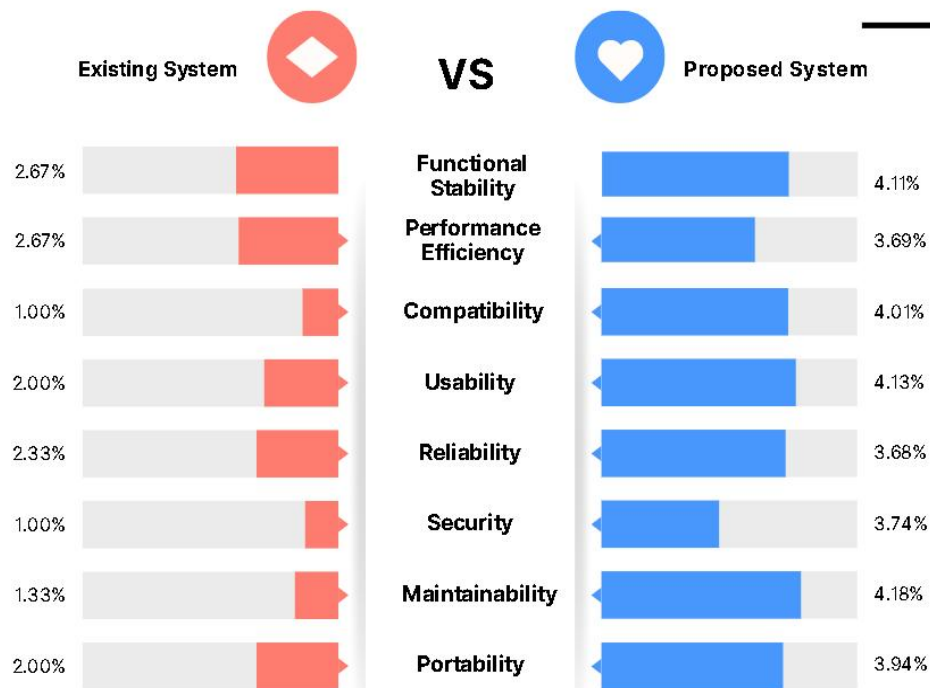 Existing System
VS
Proposed System
2.67%
Functional
Stability
4.11%
2.67%
Performance
Efficiency
3.69%
1.00%
Compatibility
4.01%
2.00%
Usability
4.13%
2.33%
Reliability
3.68%
1.00%
Security
3.74%
1.33%
Maintainability
4.18%
2.00%
Portability
3.94%